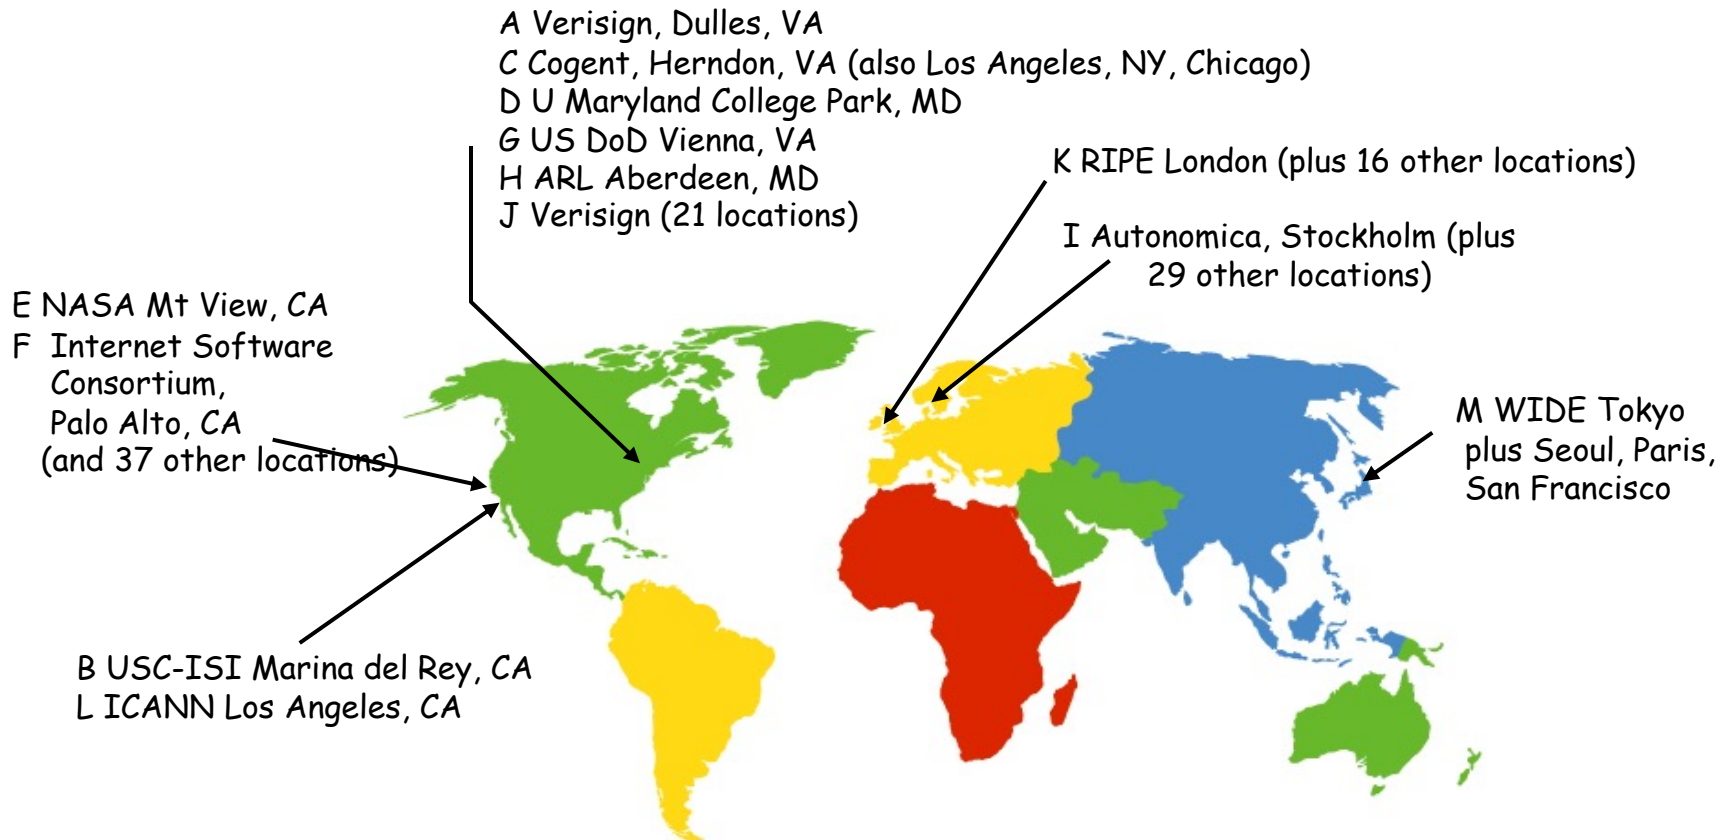 A Verisign, Dulles, VA
C Cogent, Herndon, VA (also Los Angeles, NY, Chicago)
D U Maryland College Park, MD
G US DoD Vienna, VA
H ARL Aberdeen, MD
J Verisign (21 locations)
K RIPE London (plus 16 other locations)
I Autonomica, Stockholm (plus
29 other locations)
E NASA Mt View, CA
F Internet Software
Consortium,
Palo Alto, CA
(and 37 other locations)
M WIDE Tokyo
plus Seoul, Paris,
San Francisco
B USC-ISI Marina del Rey, CA
L ICANN Los Angeles, CA